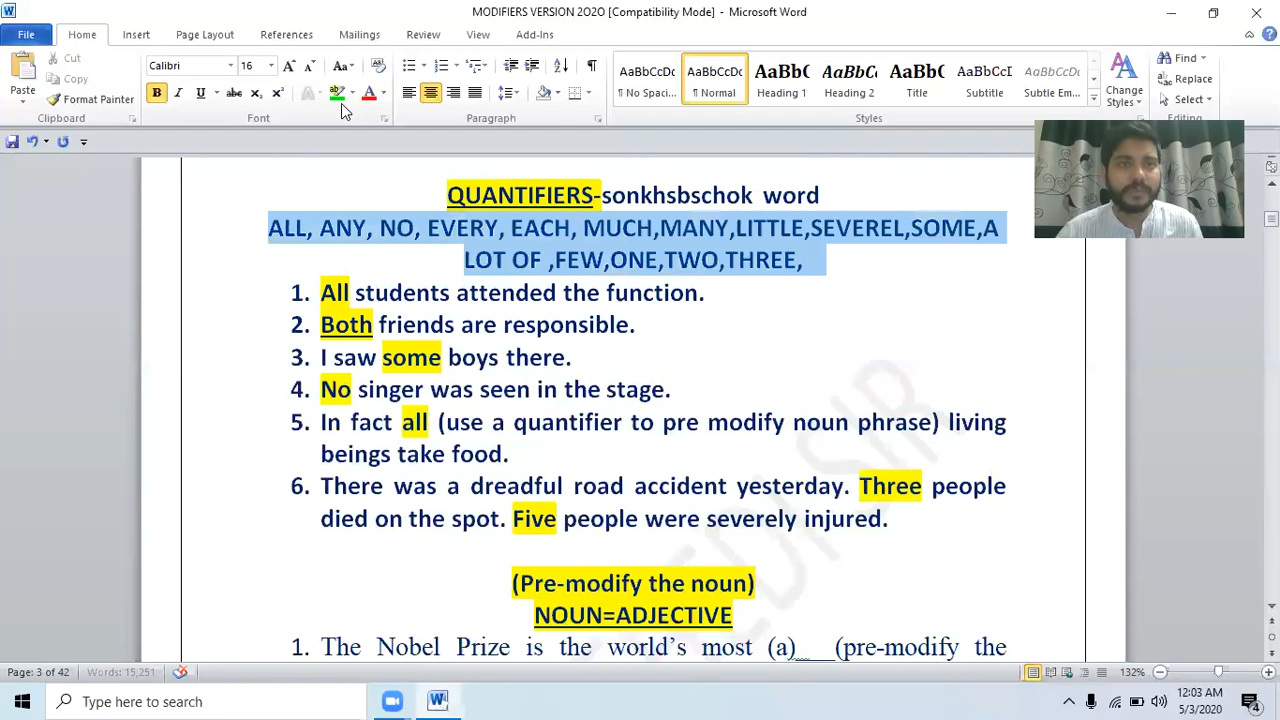 MODIFIERS VERSION 2O2O [Compatibility Mode] - Microsoft Word
File Home Insert Page Layout References Mailings Review View Add-Ins
Cut
Copy
Format Painter
Paste
Clipboard
Calibri 16
Font
Paragraph
AaBbCcDc AaBbCcDc AaBbC AaBbCc AaBbC AaBbCcD AaBbCcD
¶ No Spaci... ¶ Normal Heading 1 Heading 2 Title Subtitle Subtle Em...
Styles
Change Styles
Find
Replace
Select
Editing
QUANTIFIERS-sonkhsbschok word
ALL, ANY, NO, EVERY, EACH, MUCH,MANY,LITTLE,SEVEREL,SOME,A
LOT OF ,FEW,ONE,TWO,THREE,
1. All students attended the function.
2. Both friends are responsible.
3. I saw some boys there.
4. No singer was seen in the stage.
5. In fact all (use a quantifier to pre modify noun phrase) living
beings take food.
6. There was a dreadful road accident yesterday. Three people
died on the spot. Five people were severely injured.
(Pre-modify the noun)
NOUN=ADJECTIVE
1. The Nobel Prize is the world's most (a)____ (pre-modify the
Page: 3 of 42 Words: 15,251 132%
Type here to search
12:03 AM
5/3/2020
4